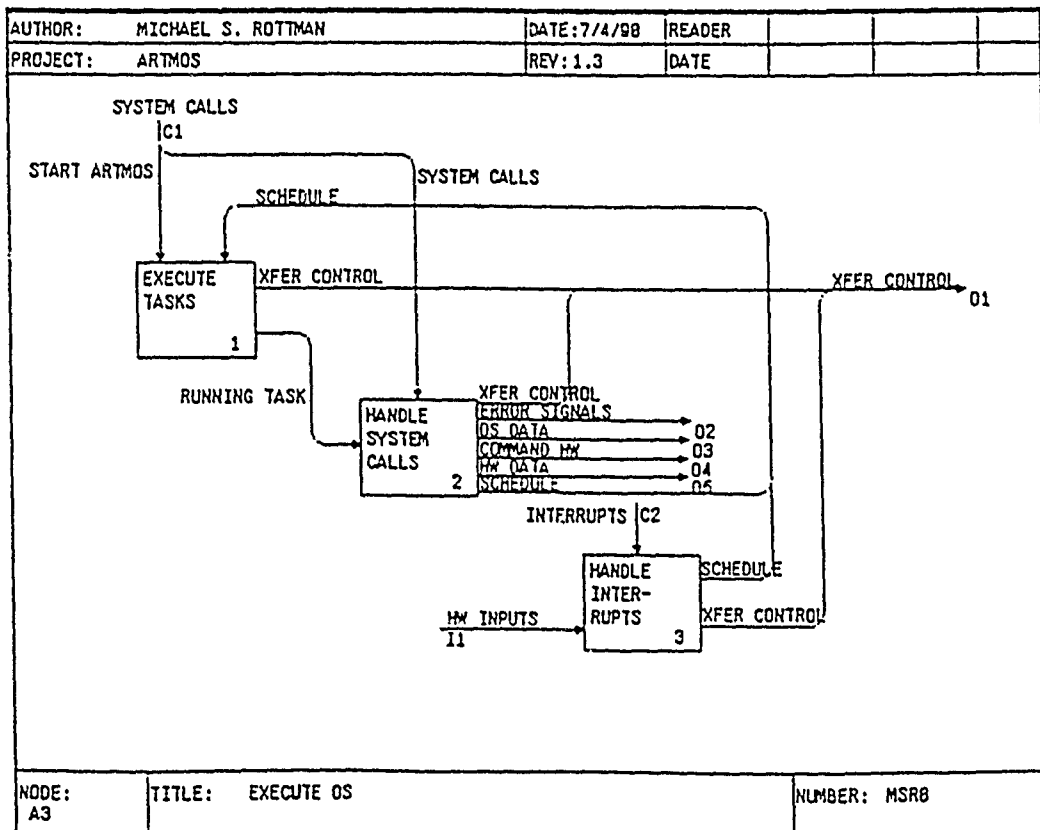 AUTHOR: MICHAEL S. ROTTMAN DATE:7/4/98 READER
PROJECT: ARTMOS REV:1.3 DATE
SYSTEM CALLS
C1
START ARTMOS
SYSTEM CALLS
SCHEDULE
EXECUTE
TASKS
1
XFER CONTROL
XFER CONTROL
O1
RUNNING TASK
HANDLE
SYSTEM
CALLS
2
XFER CONTROL
ERROR SIGNALS
O2
OS DATA
O3
COMMAND HW
O4
HW DATA
O5
SCHEDULE
INTERRUPTS C2
HANDLE
INTER-
RUPTS
3
SCHEDULE
XFER CONTROL
HW INPUTS
I1
NODE: TITLE: EXECUTE OS NUMBER: MSR8
A3